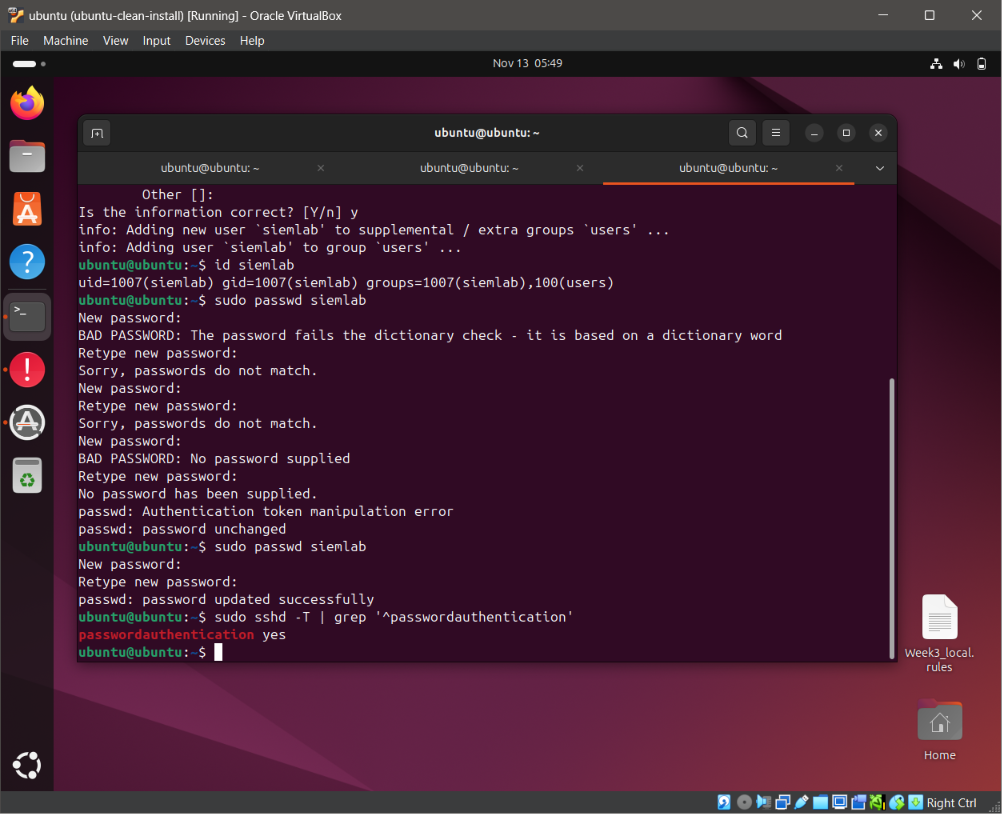 ubuntu (ubuntu-clean-install) [Running] - Oracle VirtualBox
File Machine View Input Devices Help
Nov 13 05:49
ubuntu@ubuntu: ~
ubuntu@ubuntu: ~ ubuntu@ubuntu: ~ ubuntu@ubuntu: ~
Other []:
Is the information correct? [Y/n] y
info: Adding new user `siemlab' to supplemental / extra groups `users' ...
info: Adding user `siemlab' to group `users' ...
ubuntu@ubuntu:~$ id siemlab
uid=1007(siemlab) gid=1007(siemlab) groups=1007(siemlab),100(users)
ubuntu@ubuntu:~$ sudo passwd siemlab
New password:
BAD PASSWORD: The password fails the dictionary check - it is based on a dictionary word
Retype new password:
Sorry, passwords do not match.
New password:
Retype new password:
Sorry, passwords do not match.
New password:
BAD PASSWORD: No password supplied
Retype new password:
No password has been supplied.
passwd: Authentication token manipulation error
passwd: password unchanged
ubuntu@ubuntu:~$ sudo passwd siemlab
New password:
Retype new password:
passwd: password updated successfully
ubuntu@ubuntu:~$ sudo sshd -T | grep '^passwordauthentication'
passwordauthentication yes
ubuntu@ubuntu:~$
Week3_local.
rules
Home
Right Ctrl